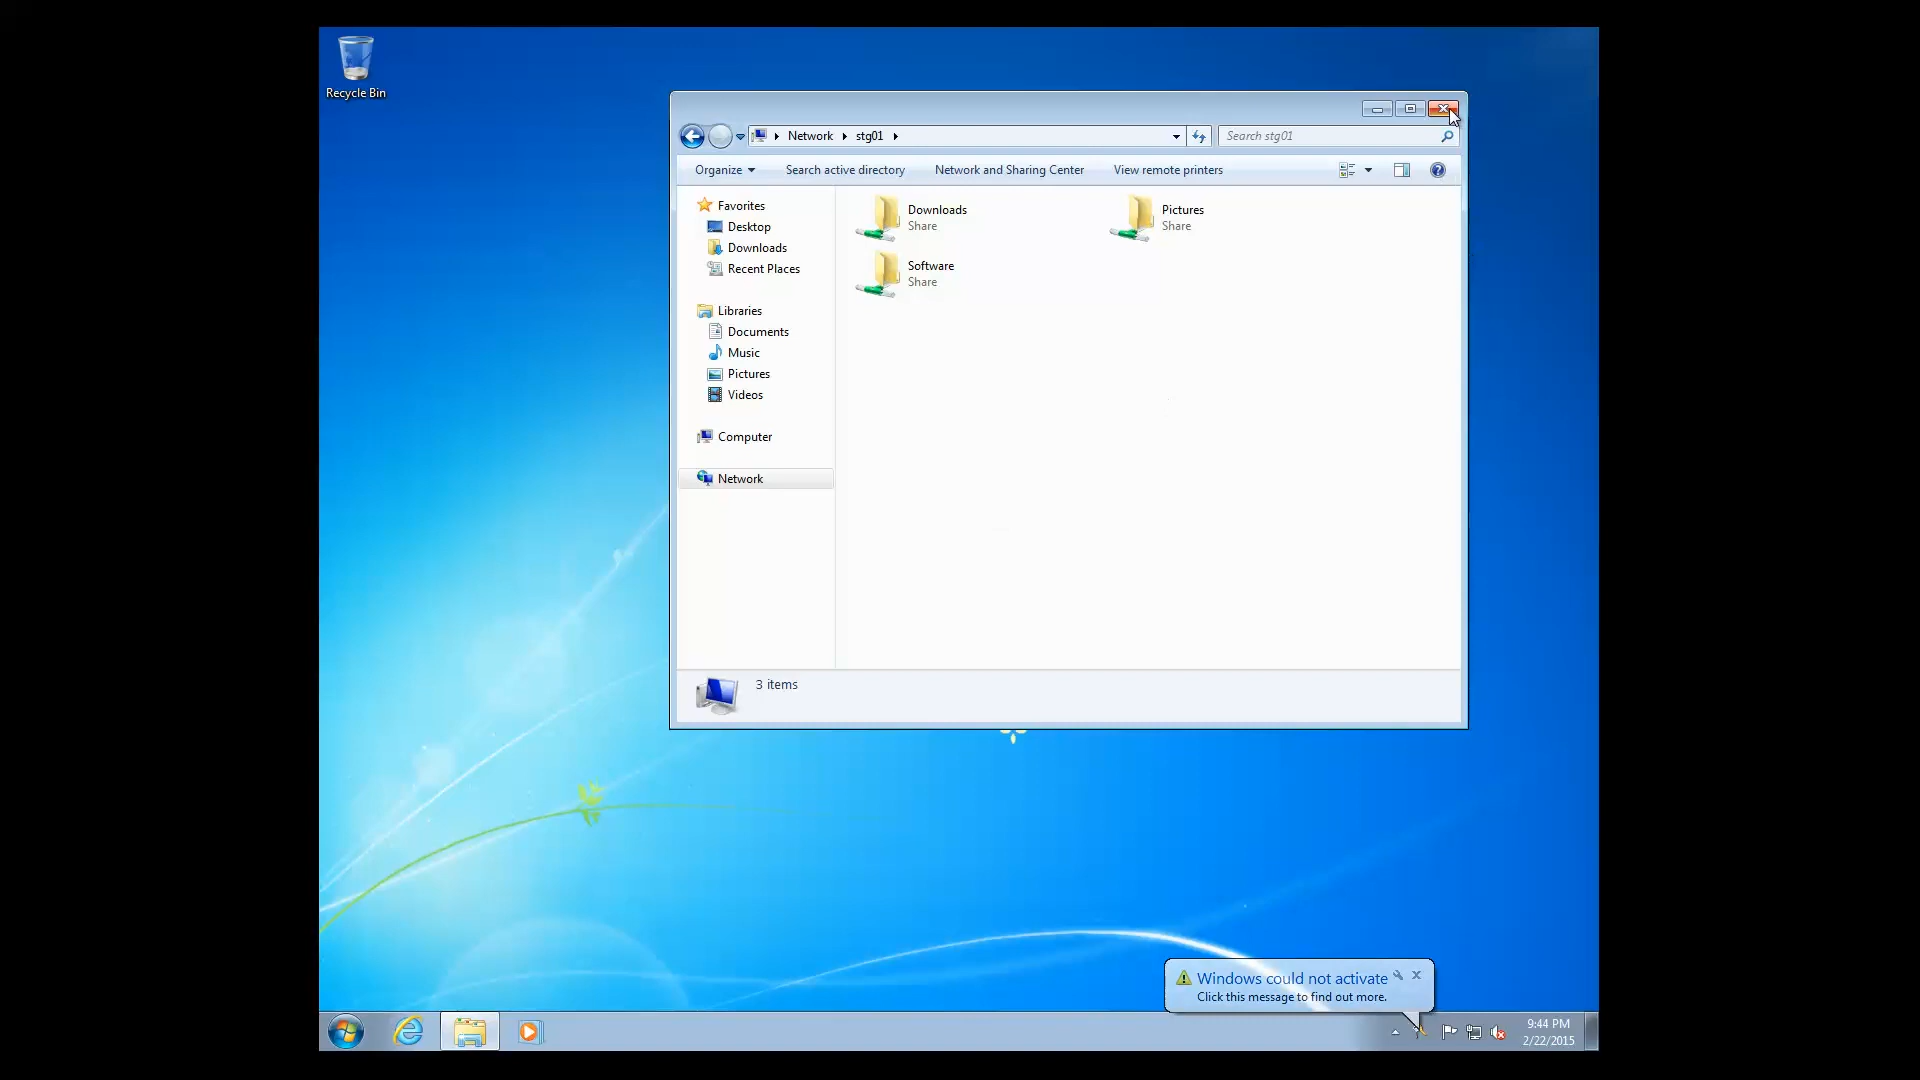 Recycle Bin
Network
stg01
Search stg01
Organize
Search active directory
Network and Sharing Center
View remote printers
Favorites
Desktop
Downloads
Recent Places
Libraries
Documents
Music
Pictures
Videos
Computer
Network
Downloads
Share
Pictures
Share
Software
Share
3 items
Windows could not activate
Click this message to find out more.
9:44 PM
2/22/2015